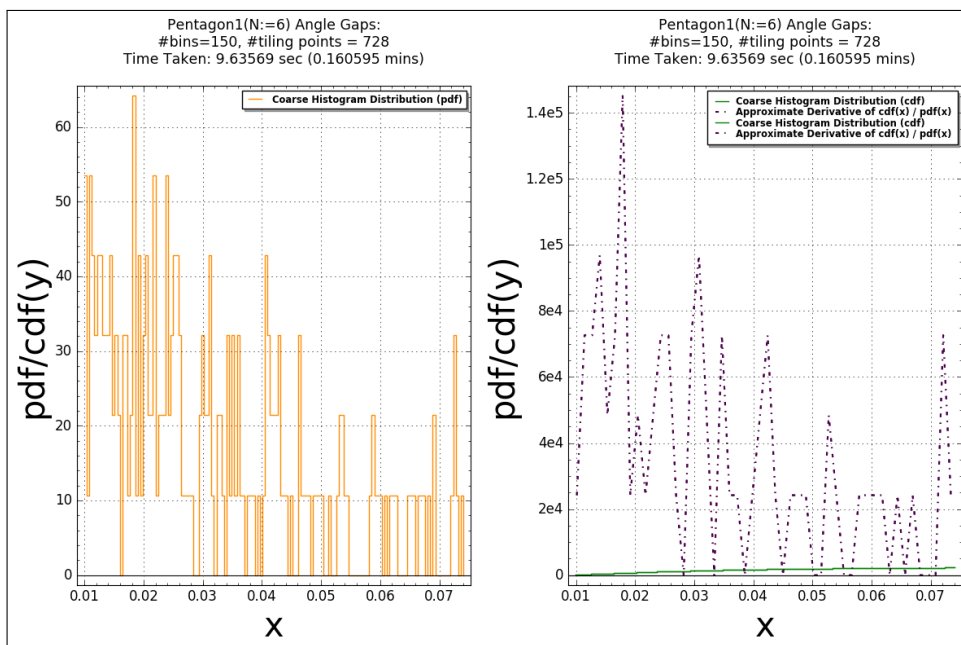 Pentagon1(N:=6) Angle Gaps:
#bins=150, #tiling points = 728
Time Taken: 9.63569 sec (0.160595 mins)
Coarse Histogram Distribution (pdf)
60
50
40
30
20
10
0
0.01 0.02 0.03 0.04 0.05 0.06 0.07
pdf/cdf(y)
x
Pentagon1(N:=6) Angle Gaps:
#bins=150, #tiling points = 728
Time Taken: 9.63569 sec (0.160595 mins)
Coarse Histogram Distribution (cdf)
Approximate Derivative of cdf(x) / pdf(x)
Coarse Histogram Distribution (cdf)
Approximate Derivative of cdf(x) / pdf(x)
1.4e5
1.2e5
1e5
8e4
6e4
4e4
2e4
0
0.01 0.02 0.03 0.04 0.05 0.06 0.07
pdf/cdf(y)
x